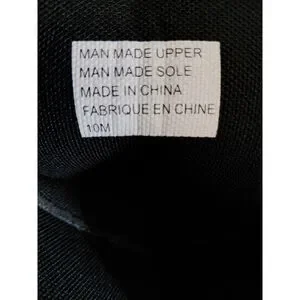 MAN MADE UPPER
MAN MADE SOLE
MADE IN CHINA
FABRIQUE EN CHINE
10M